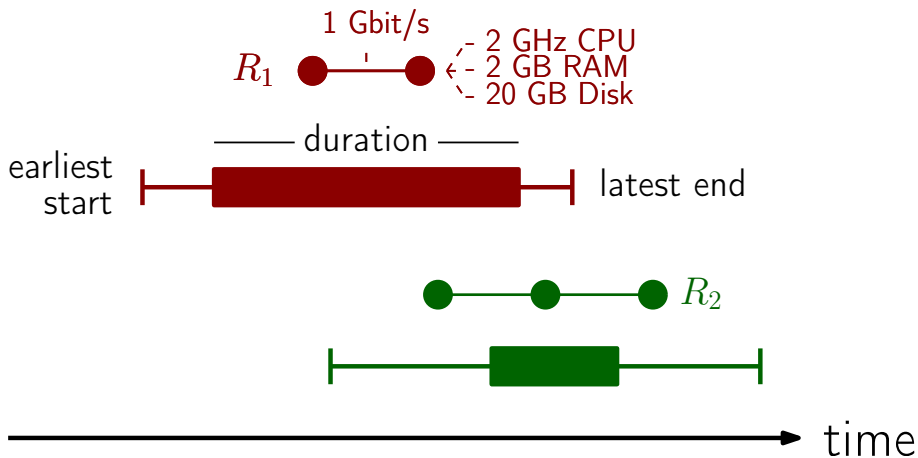 1 Gbit/s
R₁
2 GHz CPU
2 GB RAM
20 GB Disk
duration
earliest
start
latest end
R₂
time